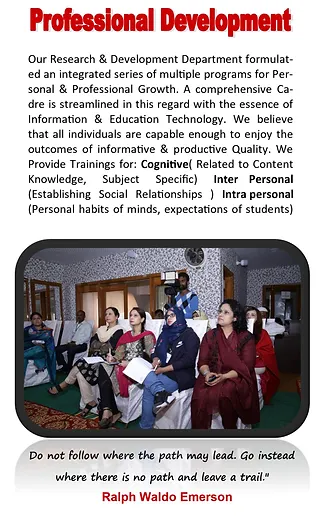 Professional Development
Our Research & Development Department formulat-
ed an integrated series of multiple programs for Per-
sonal & Professional Growth. A comprehensive Ca-
dre is streamlined in this regard with the essence of
Information & Education Technology. We believe
that all individuals are capable enough to enjoy the
outcomes of informative & productive Quality. We
Provide Trainings for: Cognitive( Related to Content
Knowledge, Subject Specific) Inter Personal
(Establishing Social Relationships ) Intra personal
(Personal habits of minds, expectations of students)
Do not follow where the path may lead. Go instead
where there is no path and leave a trail."
Ralph Waldo Emerson